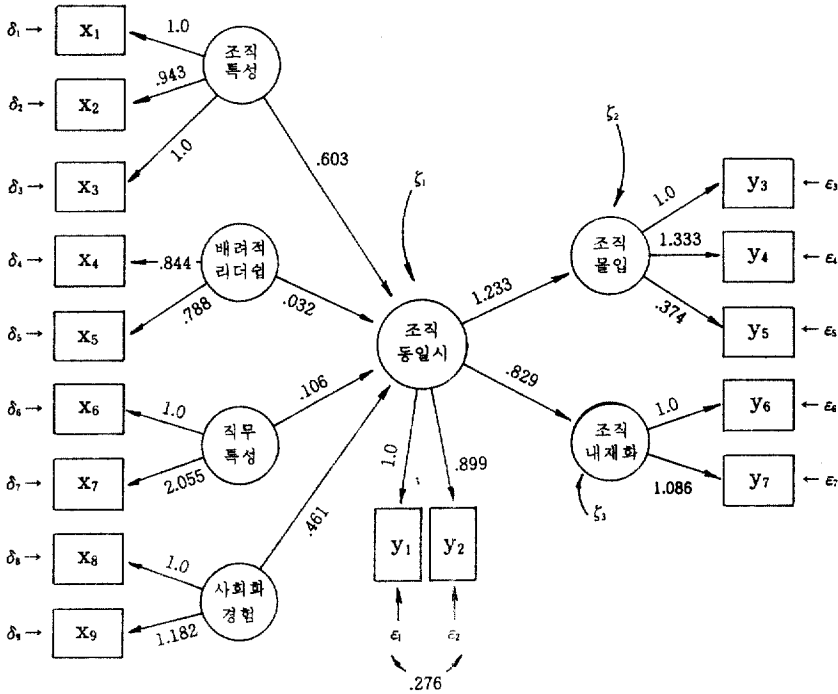 δ₁ → x₁
1.0
δ₂ → x₂
.943
δ₃ → x₃
1.0
조직
특성
.603
δ₄ → x₄
.844
δ₅ → x₅
.788
배려적
리더쉽
.032
δ₆ → x₆
1.0
δ₇ → x₇
2.055
직무
특성
.106
δ₈ → x₈
1.0
δ₉ → x₉
1.182
사회화
경험
.461
ζ₁
조직
동일시
1.0
.899
y₁
y₂
ε₁
ε₂
.276
1.233
.829
ζ₂
조직
몰입
1.0
y₃ ← ε₃
1.333
y₄ ← ε₄
.374
y₅ ← ε₅
조직
내재화
ζ₃
1.0
y₆ ← ε₆
1.086
y₇ ← ε₇